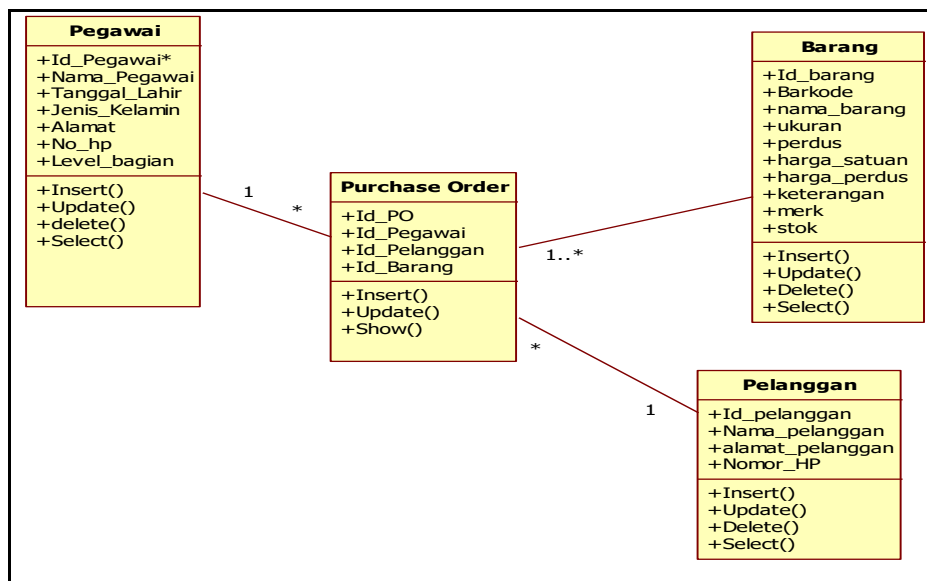 Pegawai
+Id_Pegawai*
+Nama_Pegawai
+Tanggal_Lahir
+Jenis_Kelamin
+Alamat
+No_hp
+Level_bagian
+Insert()
+Update()
+delete()
+Select()
1
*
Purchase Order
+Id_PO
+Id_Pegawai
+Id_Pelanggan
+Id_Barang
+Insert()
+Update()
+Show()
1..*
*
1
Barang
+Id_barang
+Barkode
+nama_barang
+ukuran
+perdus
+harga_satuan
+harga_perdus
+keterangan
+merk
+stok
+Insert()
+Update()
+Delete()
+Select()
Pelanggan
+Id_pelanggan
+Nama_pelanggan
+alamat_pelanggan
+Nomor_HP
+Insert()
+Update()
+Delete()
+Select()